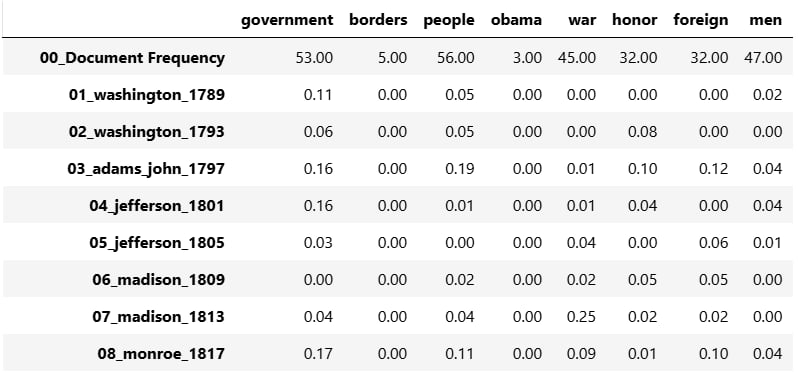 government borders people obama war honor foreign men
00_Document Frequency 53.00 5.00 56.00 3.00 45.00 32.00 32.00 47.00
01_washington_1789 0.11 0.00 0.05 0.00 0.00 0.00 0.00 0.02
02_washington_1793 0.06 0.00 0.05 0.00 0.00 0.08 0.00 0.00
03_adams_john_1797 0.16 0.00 0.19 0.00 0.01 0.10 0.12 0.04
04_jefferson_1801 0.16 0.00 0.01 0.00 0.01 0.04 0.00 0.04
05_jefferson_1805 0.03 0.00 0.00 0.00 0.04 0.00 0.06 0.01
06_madison_1809 0.00 0.00 0.02 0.00 0.02 0.05 0.05 0.00
07_madison_1813 0.04 0.00 0.04 0.00 0.25 0.02 0.02 0.00
08_monroe_1817 0.17 0.00 0.11 0.00 0.09 0.01 0.10 0.04